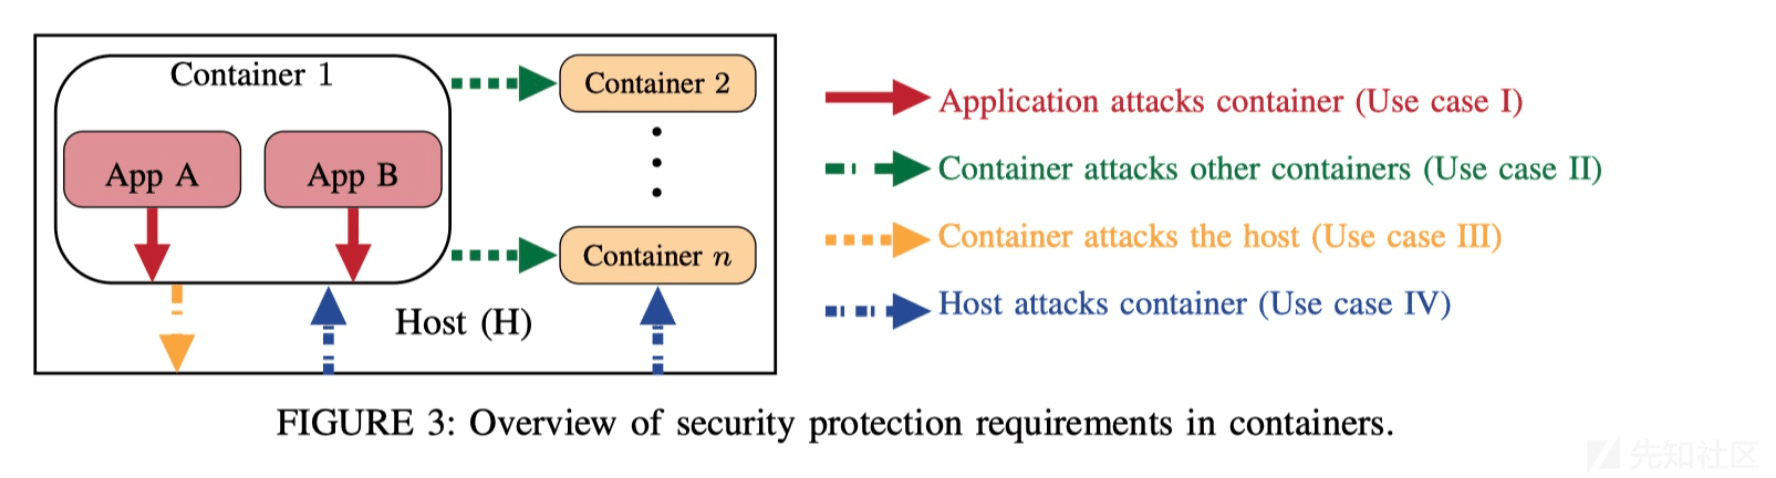 Container 1
App A
App B
Container 2
Container n
Host (H)
Application attacks container (Use case I)
Container attacks other containers (Use case II)
Container attacks the host (Use case III)
Host attacks container (Use case IV)
FIGURE 3: Overview of security protection requirements in containers.
先知社区